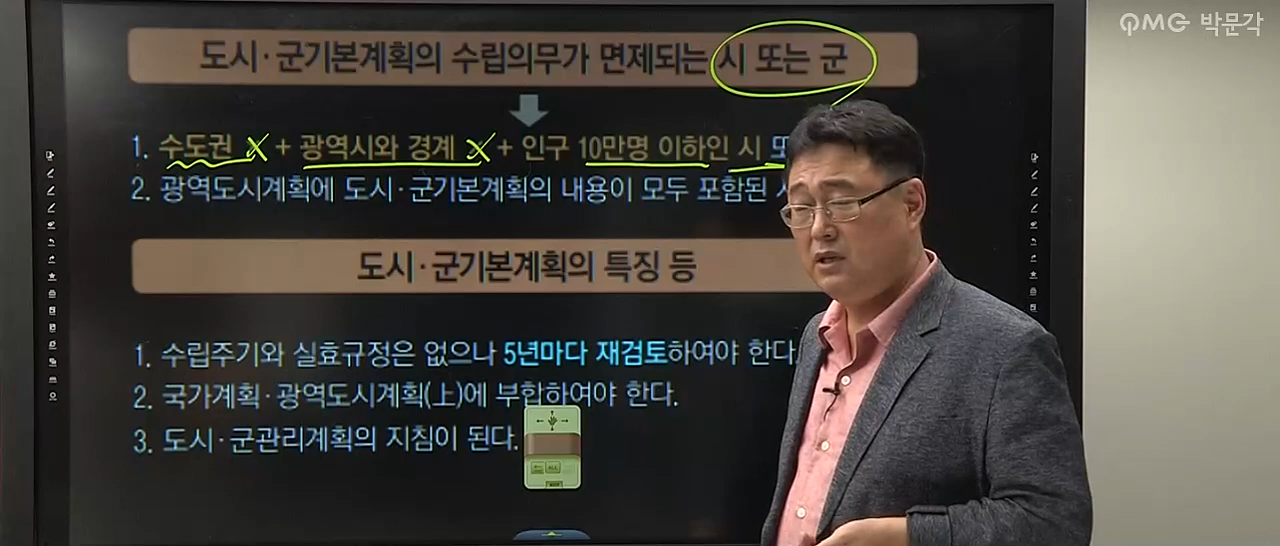 QMG 박문각
도시·군기본계획의 수립의무가 면제되는 시 또는 군
1. 수도권 X + 광역시와 경계 X + 인구 10만명 이하인 시
2. 광역도시계획에 도시·군기본계획의 내용이 모두 포함된
도시·군기본계획의 특징 등
1. 수립주기와 실효규정은 없으나 5년마다 재검토하여야 한다
2. 국가계획·광역도시계획(上)에 부합하여야 한다.
3. 도시·군관리계획의 지침이 된다.